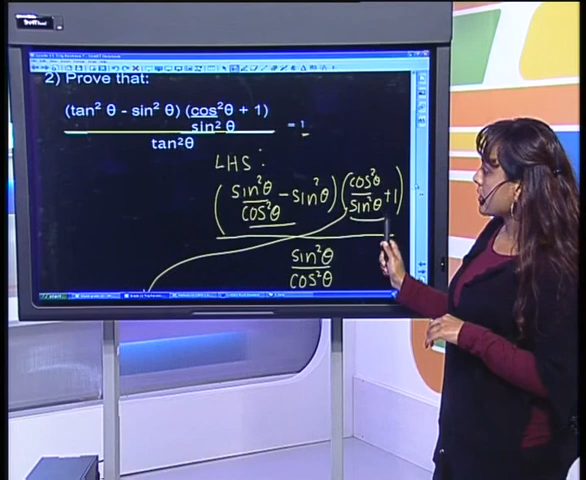 2) Prove that:
(tan² θ - sin² θ) (cos²θ + 1)
sin² θ
= 1
tan²θ
LHS :
(sin²θ/cos²θ - sin²θ)(cos²θ/sin²θ + 1)
sin²θ
cos²θ
start